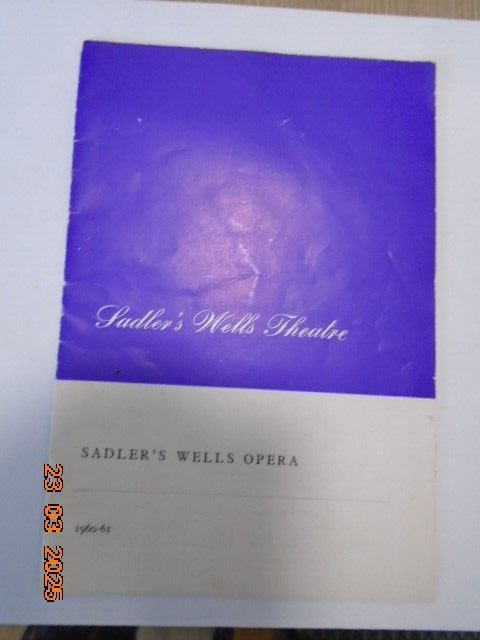 Sadler's Wells Theatre
SADLER'S WELLS OPERA
1960-61
23 03 2025